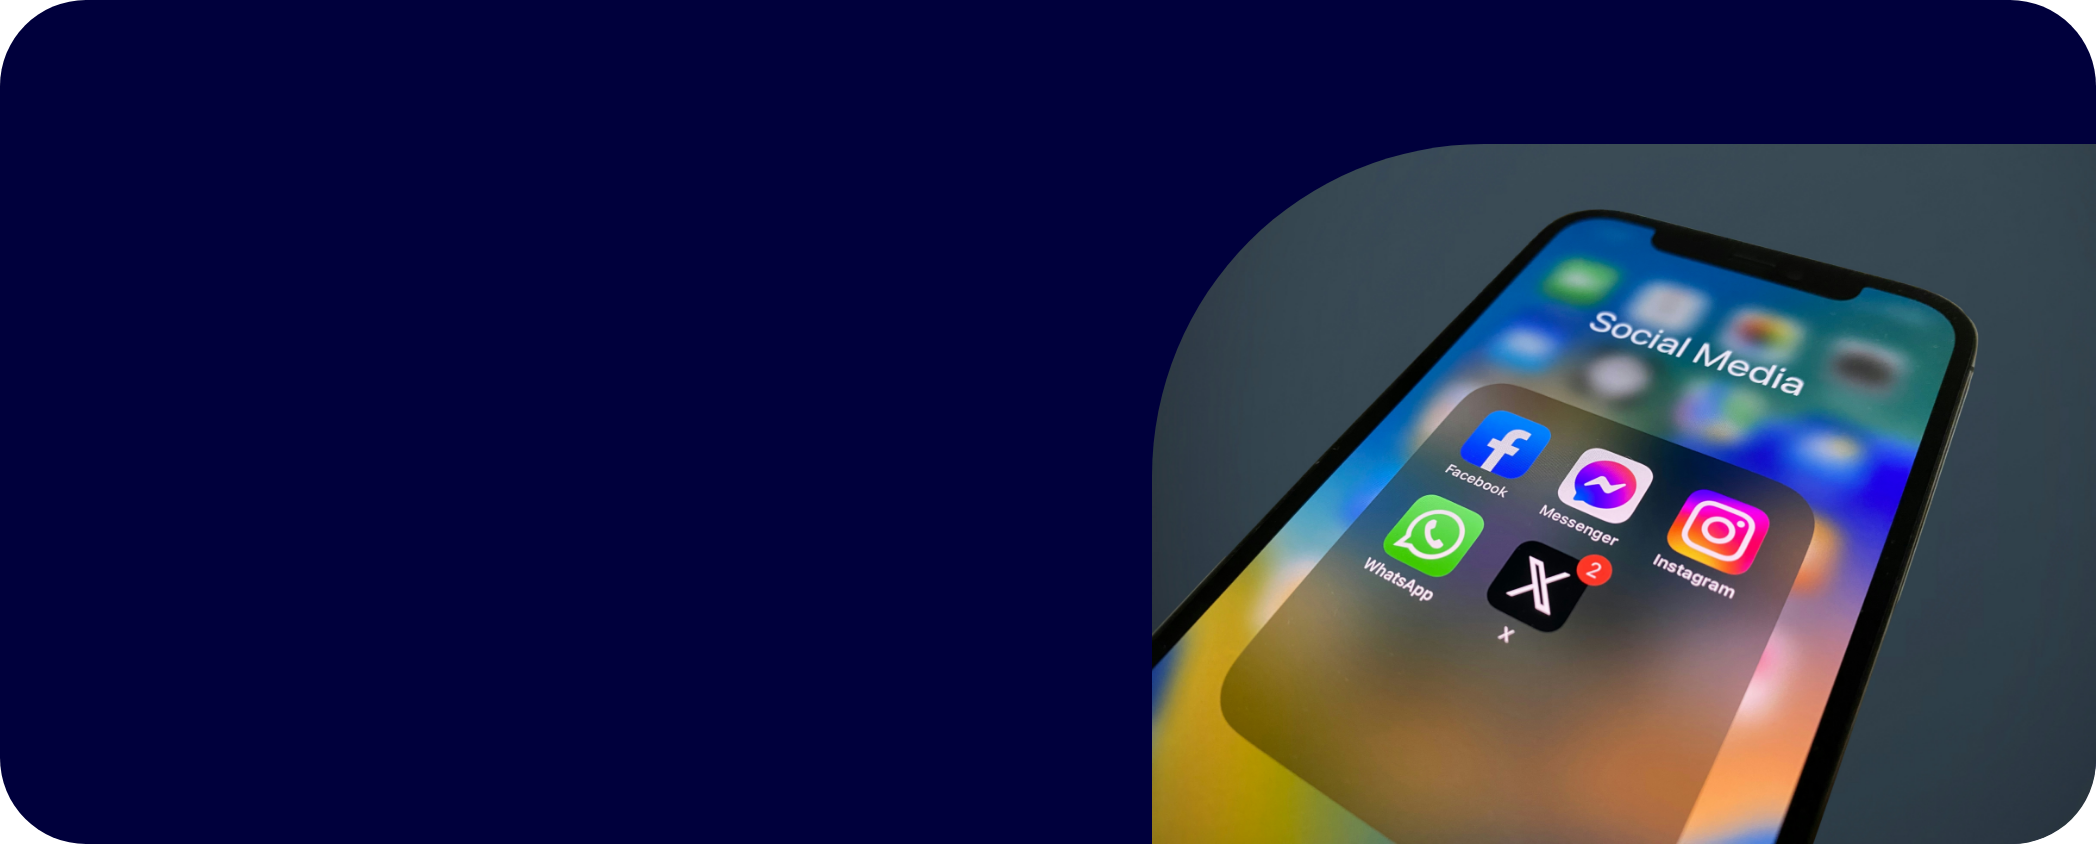 Social Media
Facebook
Messenger
Instagram
WhatsApp
2
X